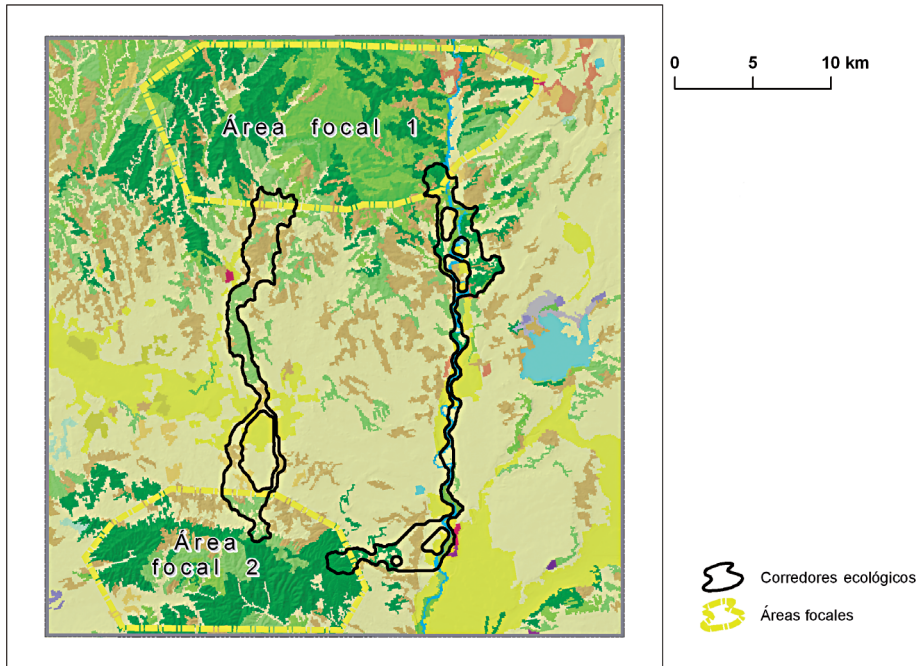 0 5 10 km
Área focal 1
Área
focal 2
Corredores ecológicos
Áreas focales